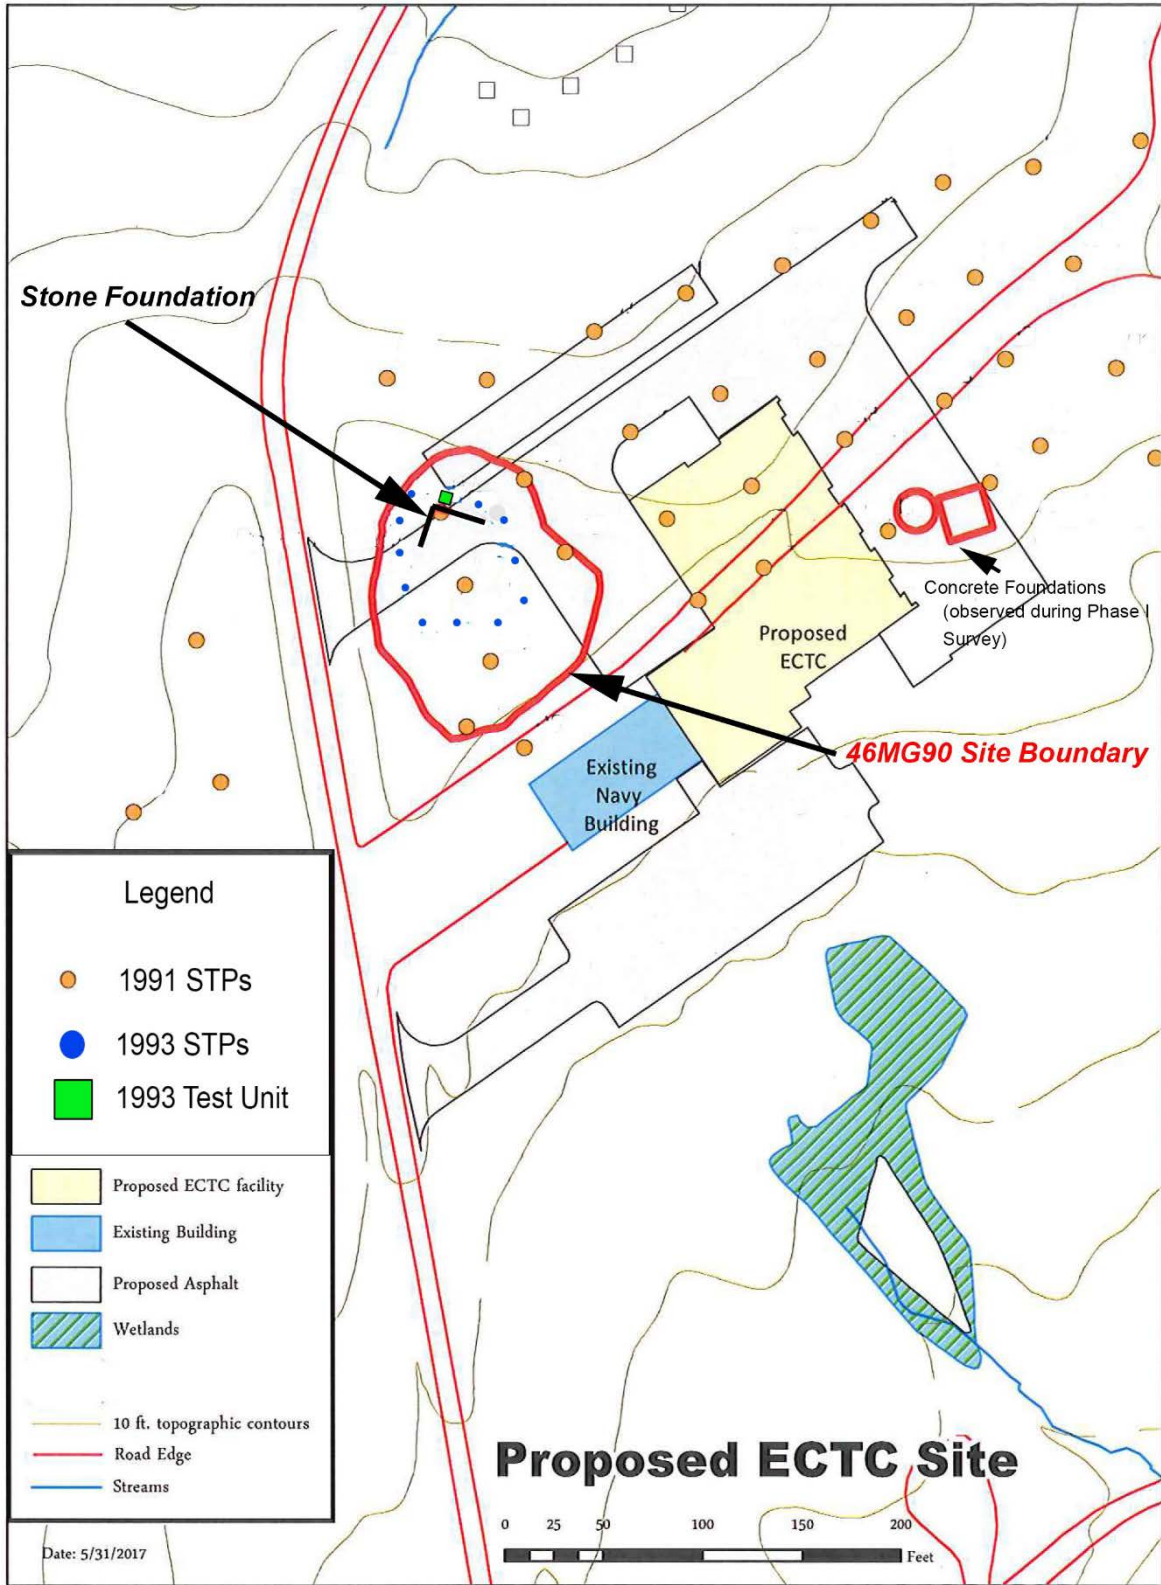 Stone Foundation
Concrete Foundations
(observed during Phase I
Survey)
Proposed
ECTC
46MG90 Site Boundary
Existing
Navy
Building
Legend
1991 STPs
1993 STPs
1993 Test Unit
Proposed ECTC facility
Existing Building
Proposed Asphalt
Wetlands
10 ft. topographic contours
Road Edge
Streams
Proposed ECTC Site
0 25 50 100 150 200
Feet
Date: 5/31/2017